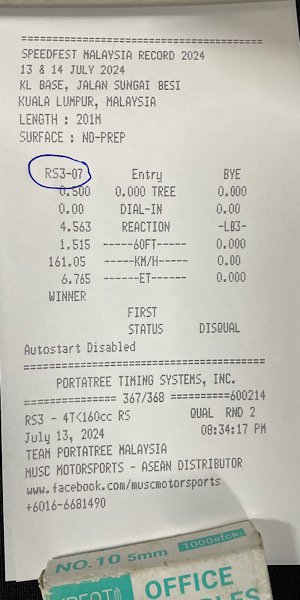 SPEEDFEST MALAYSIA RECORD 2024
13 & 14 JULY 2024
KL BASE, JALAN SUNGAI BESI
KUALA LUMPUR, MALAYSIA
LENGTH : 201M
SURFACE : NO-PREP
RS3-07 Entry BYE
0.500 0.000 TREE 0.000
0.00 DIAL-IN 0.00
4.563 REACTION -LB3-
1.515 -----60FT----- 0.000
161.05 -----KM/H----- 0.00
6.765 ------ET------ 0.000
WINNER
FIRST
STATUS DISQUAL
Autostart Disabled
PORTATREE TIMING SYSTEMS, INC.
=============== 367/368 ==========600214
RS3 - 4T<160cc RS QUAL RND 2
July 13, 2024 08:34:17 PM
TEAM PORTATREE MALAYSIA
MUSC MOTORSPORTS - ASEAN DISTRIBUTOR
www.facebook.com/muscmotorsports
+6016-6681490
NO.10 5mm 1000stck.
OFFICE